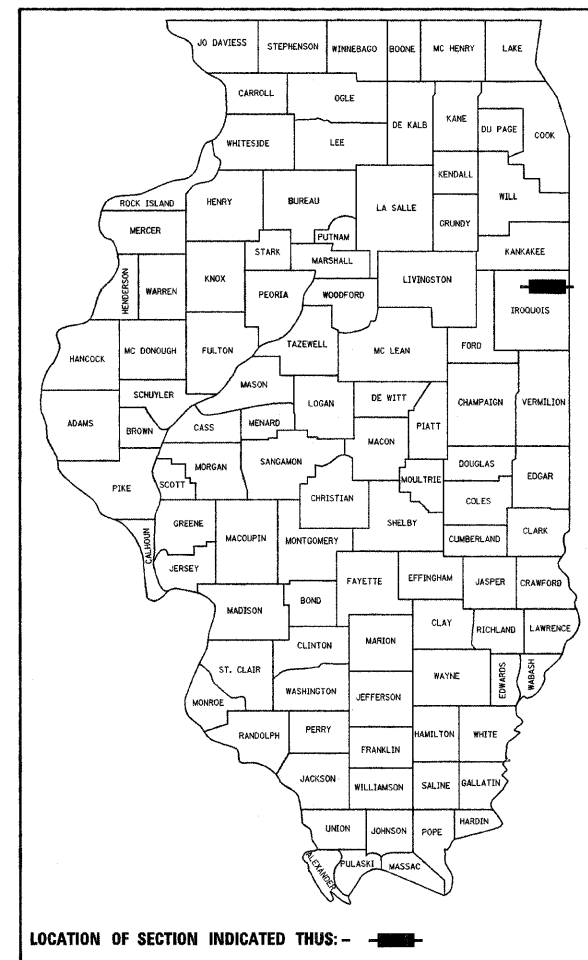 JO DAVIESS STEPHENSON WINNEBAGO BOONE MC HENRY LAKE
CARROLL OGLE DE KALB KANE DU PAGE COOK
WHITESIDE LEE KENDALL WILL
ROCK ISLAND HENRY BUREAU LA SALLE GRUNDY
MERCER PUTNAM KANKAKEE
HENDERSON WARREN KNOX STARK MARSHALL LIVINGSTON IROQUOIS
PEORIA WOODFORD
HANCOCK MC DONOUGH FULTON TAZEWELL MC LEAN FORD
SCHUYLER MASON LOGAN DE WITT CHAMPAIGN VERMILION
ADAMS BROWN CASS MENARD MACON PIATT
MORGAN SANGAMON MOULTRIE DOUGLAS EDGAR
PIKE SCOTT CHRISTIAN COLES
CALHOUN GREENE MACOUPIN MONTGOMERY SHELBY CUMBERLAND CLARK
JERSEY FAYETTE EFFINGHAM JASPER CRAWFORD
MADISON BOND CLAY RICHLAND LAWRENCE
CLINTON MARION
ST. CLAIR WASHINGTON JEFFERSON WAYNE EDWARDS WABASH
MONROE
RANDOLPH PERRY FRANKLIN HAMILTON WHITE
JACKSON WILLIAMSON SALINE GALLATIN
UNION JOHNSON POPE HARDIN
ALEXANDER PULASKI MASSAC
LOCATION OF SECTION INDICATED THUS: -